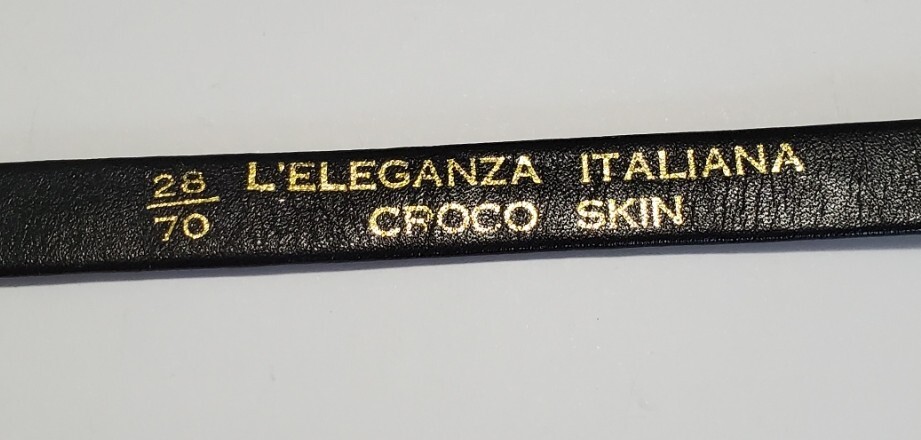 28
70
L'ELEGANZA ITALIANA
CROCO SKIN